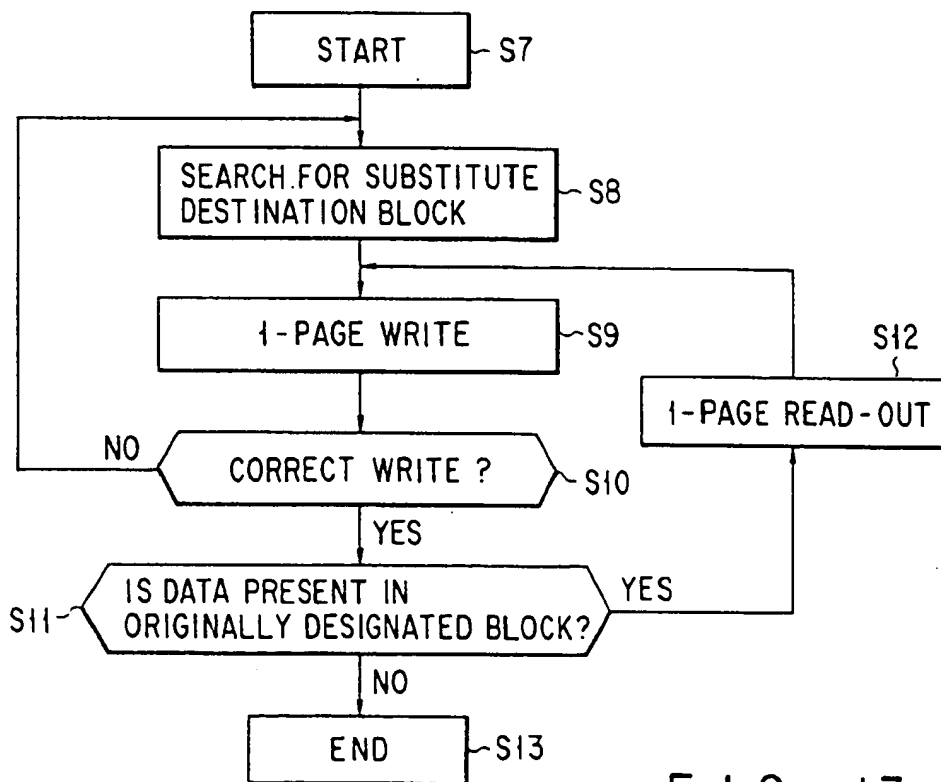 START
S7
SEARCH.FOR SUBSTITUTE
DESTINATION BLOCK
S8
1-PAGE WRITE
S9
S12
1-PAGE READ-OUT
NO
CORRECT WRITE ?
S10
YES
IS DATA PRESENT IN
ORIGINALLY DESIGNATED BLOCK?
YES
S11
NO
END
S13